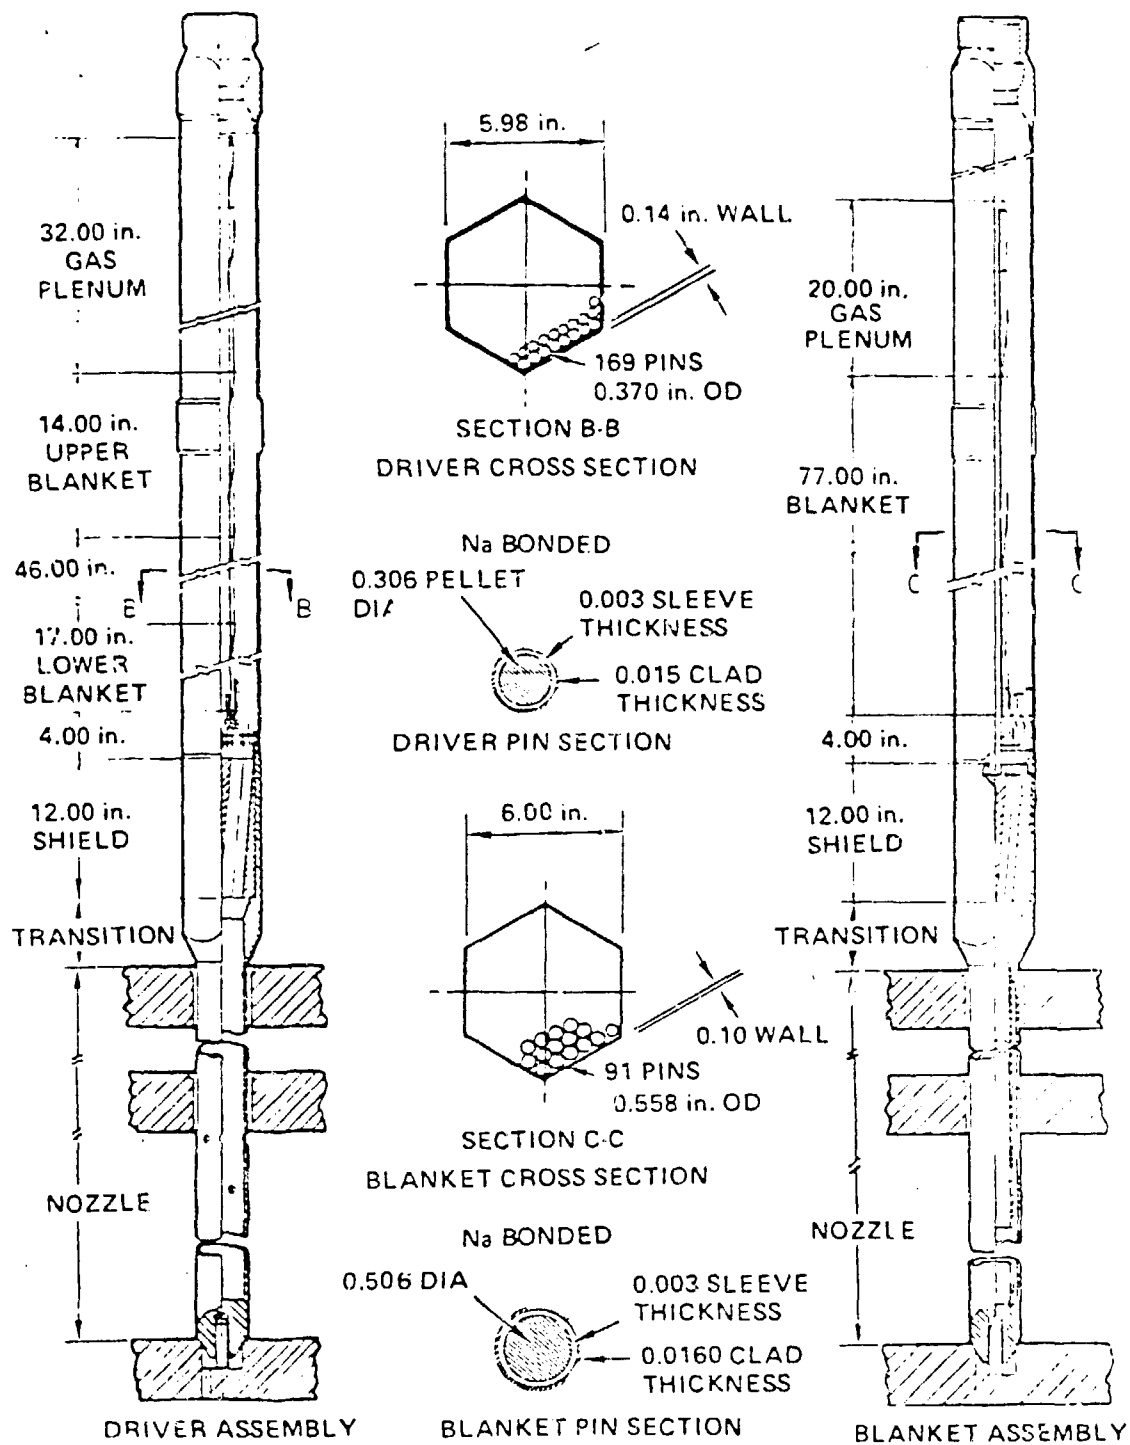 5.98 in.
0.14 in. WALL
169 PINS
0.370 in. OD
SECTION B-B
DRIVER CROSS SECTION
32.00 in.
GAS
PLENUM
14.00 in.
UPPER
BLANKET
46.00 in.
B
B
17.00 in.
LOWER
BLANKET
4.00 in.
12.00 in.
SHIELD
TRANSITION
NOZZLE
DRIVER ASSEMBLY
Na BONDED
0.306 PELLET
DIA
0.003 SLEEVE
THICKNESS
0.015 CLAD
THICKNESS
DRIVER PIN SECTION
6.00 in.
0.10 WALL
91 PINS
0.558 in. OD
SECTION C-C
BLANKET CROSS SECTION
Na BONDED
0.506 DIA
0.003 SLEEVE
THICKNESS
0.0160 CLAD
THICKNESS
BLANKET PIN SECTION
20.00 in.
GAS
PLENUM
77.00 in.
BLANKET
C
C
4.00 in.
12.00 in.
SHIELD
TRANSITION
NOZZLE
BLANKET ASSEMBLY